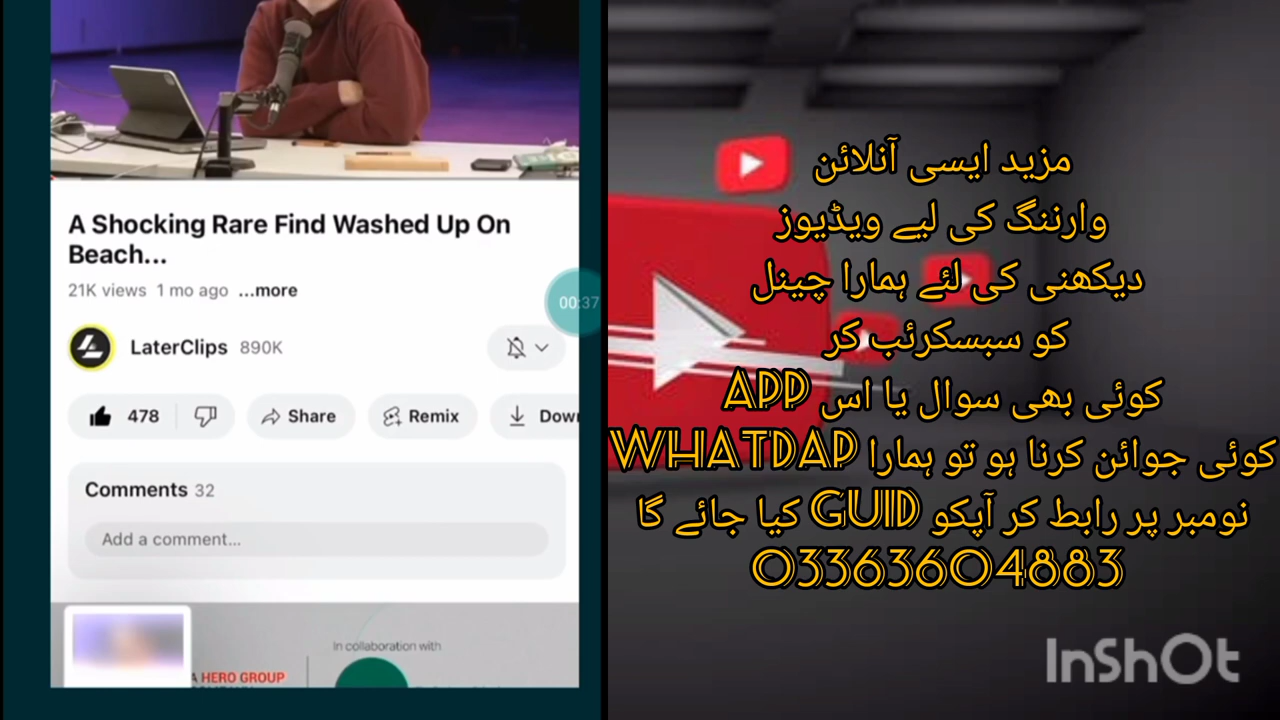 A Shocking Rare Find Washed Up On
Beach...
21K views 1 mo ago ...more
00:37
LaterClips 890K
478 Share Remix Down
Comments 32
Add a comment...
In collaboration with
A HERO GROUP
مزید ایسی آنلائن
وارننگ کی لیے ویڈیوز
دیکھنی کی لئے ہمارا چینل
کو سبسکرئب کر
کوئی بھی سوال یا اس APP
کوئی جوائن کرنا ہو تو ہمارا WHATDAP
نومبر پر رابط کر آپکو GUID کیا جائے گا
03363604883
InShOt